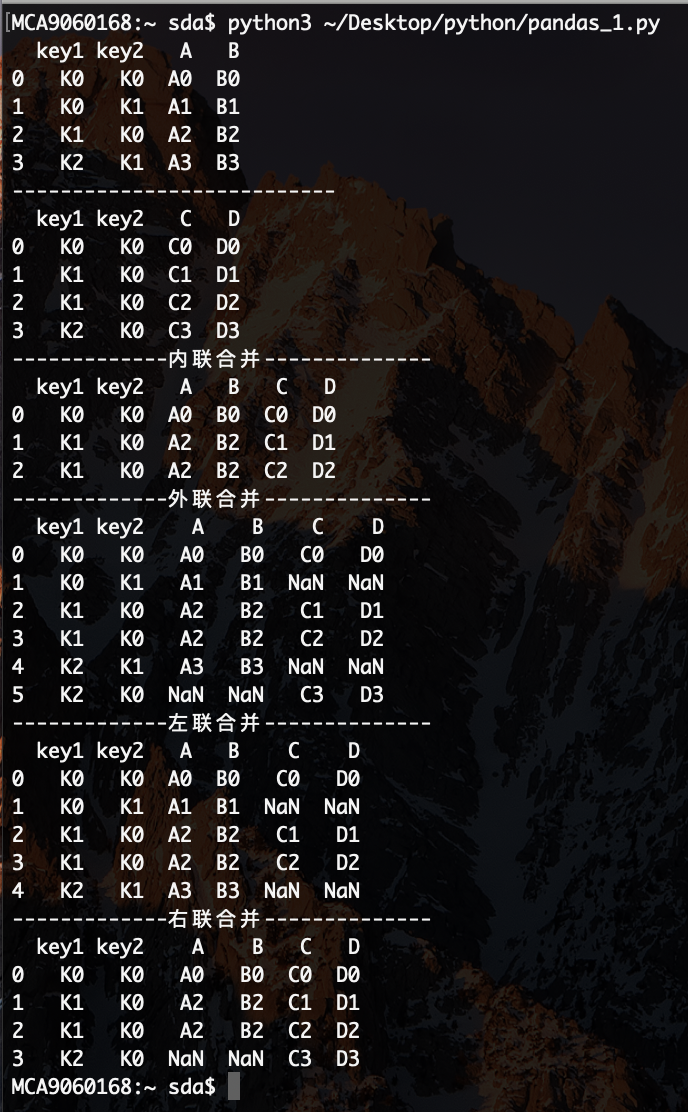 [MCA9060168:~ sda$ python3 ~/Desktop/python/pandas_1.py
  key1 key2   A   B
0   K0   K0  A0  B0
1   K0   K1  A1  B1
2   K1   K0  A2  B2
3   K2   K1  A3  B3
---------------------------
  key1 key2   C   D
0   K0   K0  C0  D0
1   K1   K0  C1  D1
2   K1   K0  C2  D2
3   K2   K0  C3  D3
-------------内联合并--------------
  key1 key2   A   B   C   D
0   K0   K0  A0  B0  C0  D0
1   K1   K0  A2  B2  C1  D1
2   K1   K0  A2  B2  C2  D2
-------------外联合并--------------
  key1 key2    A    B    C    D
0   K0   K0   A0   B0   C0   D0
1   K0   K1   A1   B1  NaN  NaN
2   K1   K0   A2   B2   C1   D1
3   K1   K0   A2   B2   C2   D2
4   K2   K1   A3   B3  NaN  NaN
5   K2   K0  NaN  NaN   C3   D3
-------------左联合并--------------
  key1 key2   A   B    C    D
0   K0   K0  A0  B0   C0   D0
1   K0   K1  A1  B1  NaN  NaN
2   K1   K0  A2  B2   C1   D1
3   K1   K0  A2  B2   C2   D2
4   K2   K1  A3  B3  NaN  NaN
-------------右联合并--------------
  key1 key2    A    B   C   D
0   K0   K0   A0   B0  C0  D0
1   K1   K0   A2   B2  C1  D1
2   K1   K0   A2   B2  C2  D2
3   K2   K0  NaN  NaN  C3  D3
MCA9060168:~ sda$